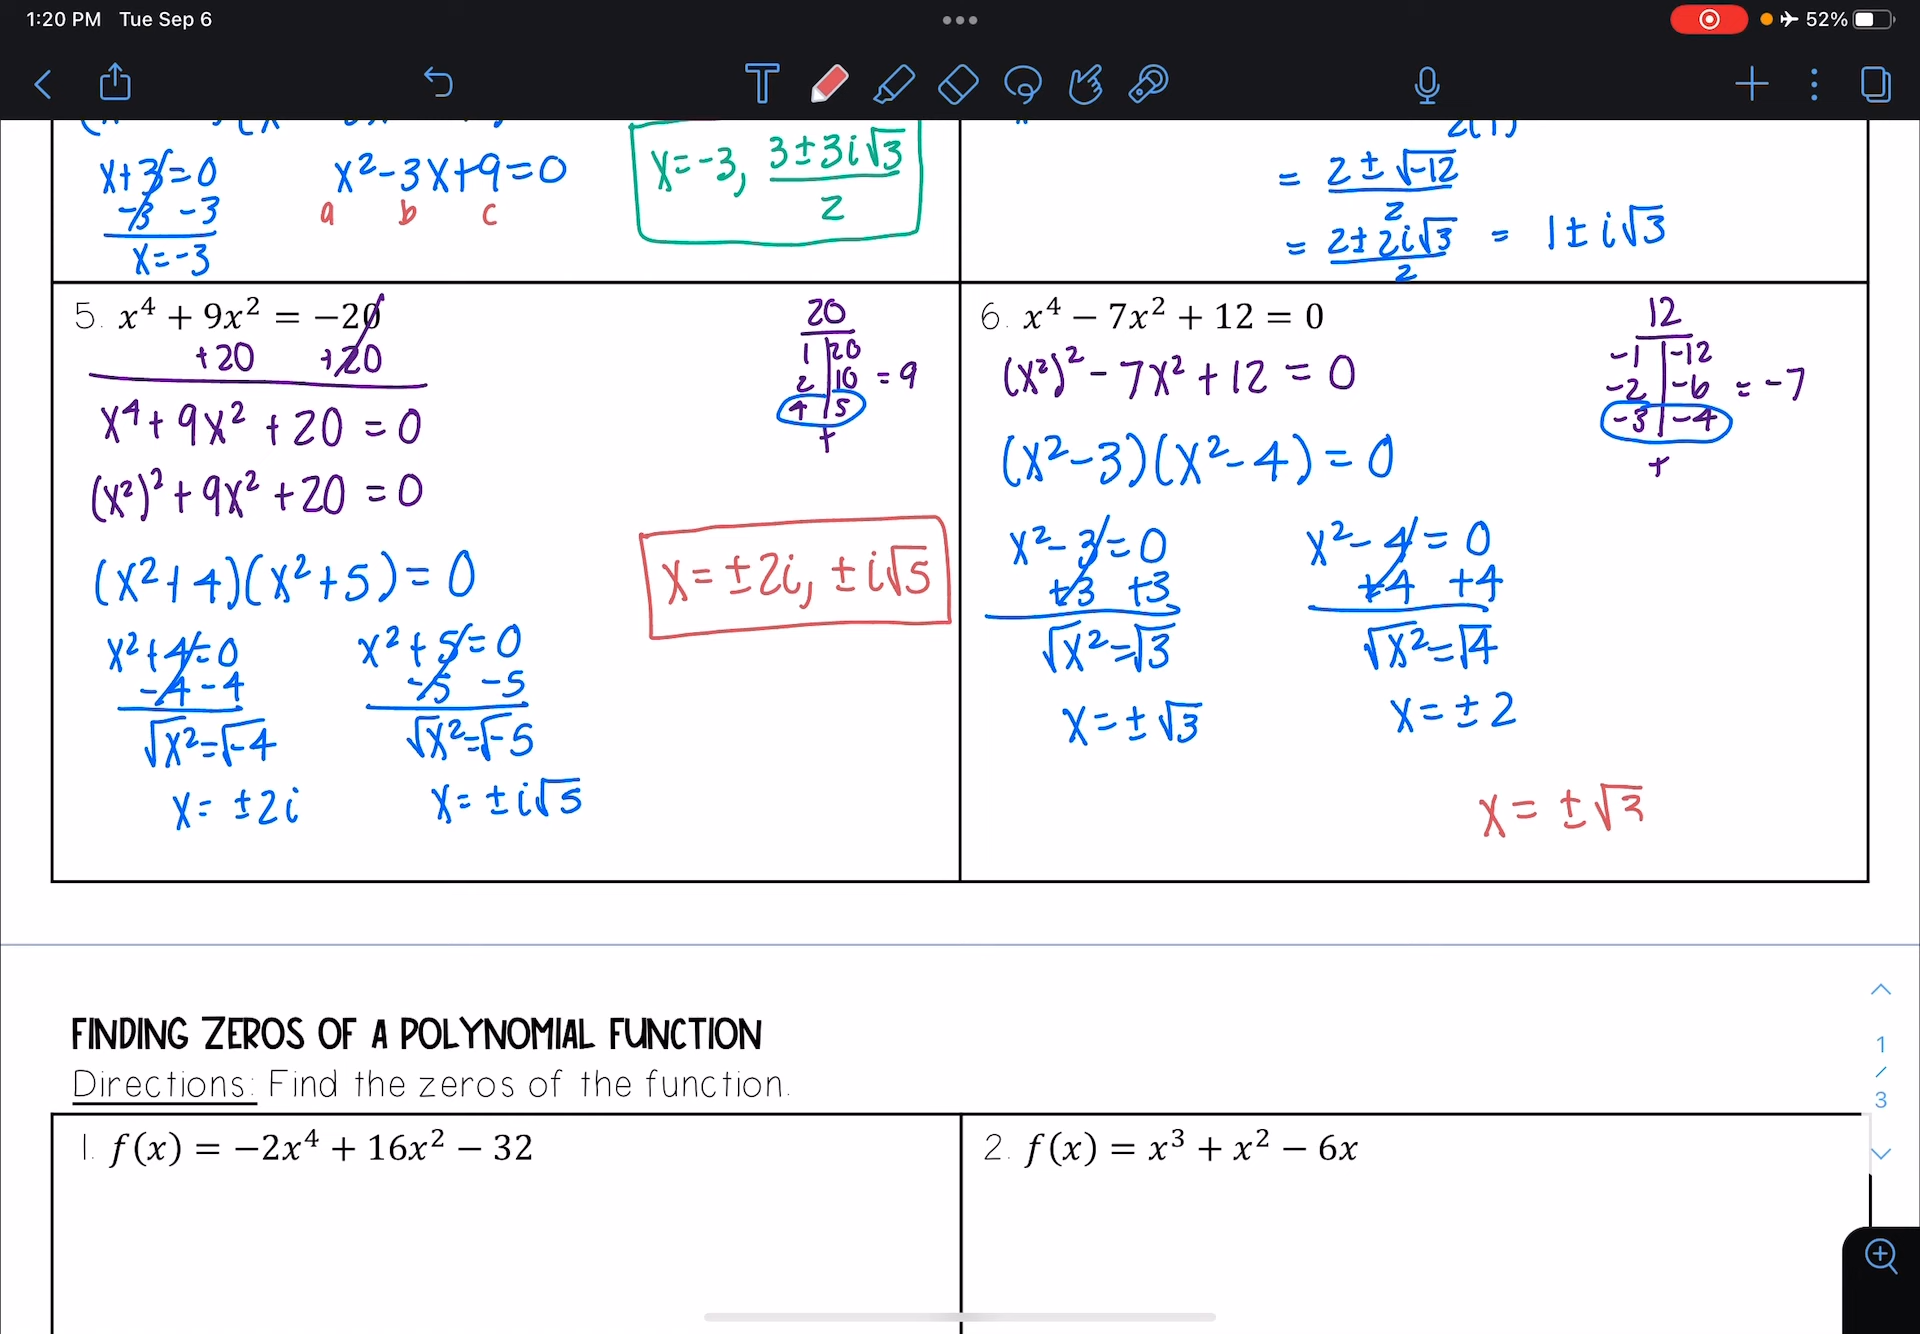 1:20 PM Tue Sep 6
52%
x+3=0
-3 -3
x=-3
x²-3x+9=0
a b c
x=-3, (3±3i√3)/2
2(1)
= (2±√-12)/2
= (2±2i√3)/2 = 1±i√3
5. x⁴ + 9x² = −20
+20 +20
x⁴+9x²+20=0
(x²)²+9x²+20=0
(x²+4)(x²+5)=0
x²+4=0
-4 -4
√x²=√-4
x=±2i
x²+5=0
-5 -5
√x²=√-5
x=±i√5
20
1 | 20
2 | 10 = 9
4 | 5
+
x=±2i, ±i√5
6. x⁴ − 7x² + 12 = 0
(x²)²-7x²+12=0
(x²-3)(x²-4)=0
x²-3=0
+3 +3
√x²=√3
x=±√3
x²-4=0
+4 +4
√x²=√4
x=±2
12
-1 | -12
-2 | -6 = -7
-3 | -4
+
x=±√3
FINDING ZEROS OF A POLYNOMIAL FUNCTION
Directions: Find the zeros of the function.
1. f(x) = −2x⁴ + 16x² − 32
2. f(x) = x³ + x² − 6x
1
/
3